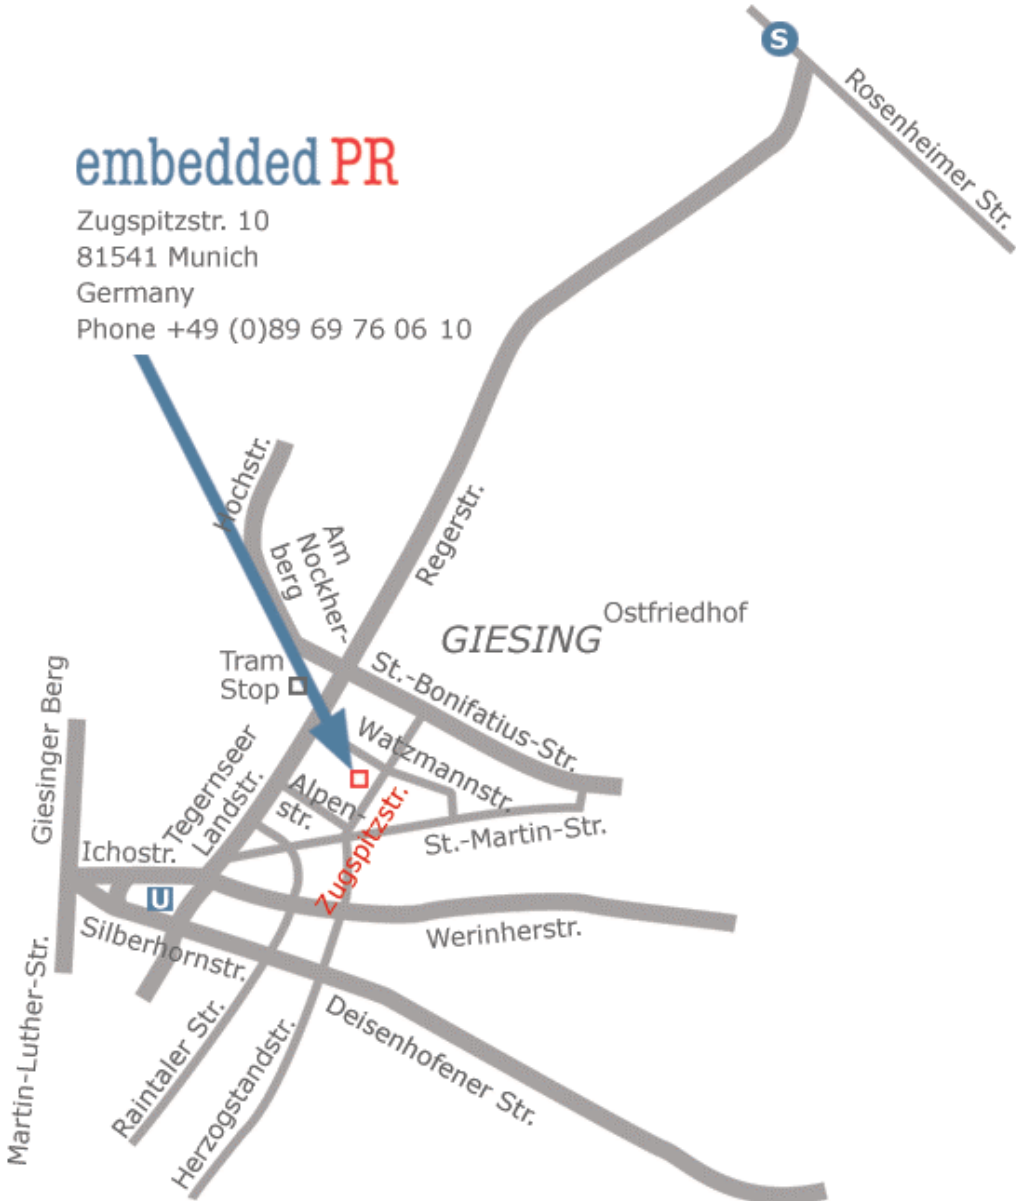 S
Rosenheimer Str.
embedded PR
Zugspitzstr. 10
81541 Munich
Germany
Phone +49 (0)89 69 76 06 10
Hochstr.
Am
Nockher-
berg
Regerstr.
Ostfriedhof
GIESING
Tram
Stop
St.-Bonifatius-Str.
Giesinger Berg
Tegernseer
Landstr.
Watzmannstr.
Alpen-
str.
Zugspitzstr.
St.-Martin-Str.
Ichostr.
U
Silberhornstr.
Werinherstr.
Martin-Luther-Str.
Raintaler Str.
Herzogstandstr.
Deisenhofener Str.